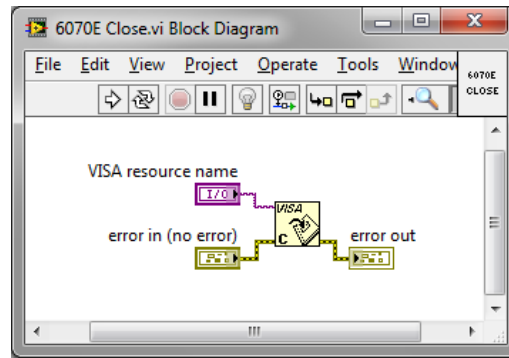 6070E Close.vi Block Diagram
File Edit View Project Operate Tools Window
6070E
CLOSE
VISA resource name
I/O
VISA
error in (no error)
C
error out